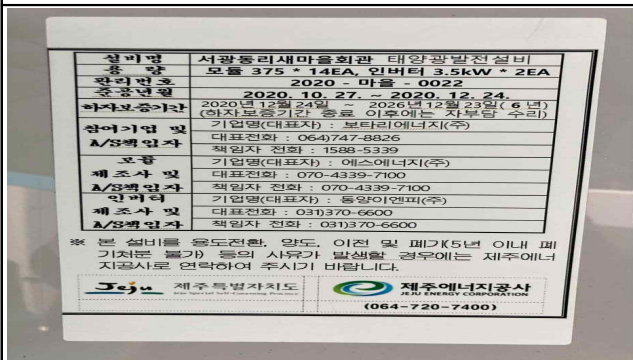 설비명 서광동리새마을회관 태양광발전설비
용 량 모듈 375 * 14EA, 인버터 3.5kW * 2EA
관리번호 2020 - 마을 - 0022
준공년월 2020. 10. 27. ~ 2020. 12. 24.
하자보증기간 2020년 12월 24일 ~ 2026년 12월 23일( 6 년)
(하자보증기간 종료 이후에는 자부담 수리)
참여기업 및 A/S책임자 기업명(대표자) : 보타리에너지(주)
대표전화 : 064)747-8826
책임자 전화 : 1588-5339
모듈 제조사 및 A/S책임자 기업명(대표자) : 에스에너지(주)
대표전화 : 070-4339-7100
책임자 전화 : 070-4339-7100
인버터 제조사 및 A/S책임자 기업명(대표자) : 동양이엔피(주)
대표전화 : 031)370-6600
책임자 전화 : 031)370-6600
※ 본 설비를 용도전환, 양도, 이전 및 폐기(5년 이내 폐
기처분 불가) 등의 사유가 발생할 경우에는 제주에너
지공사로 연락하여 주시기 바랍니다.
Jeju 제주특별자치도
Jeju Special Self-Governing Province
제주에너지공사
JEJU ENERGY CORPORATION
(064-720-7400)